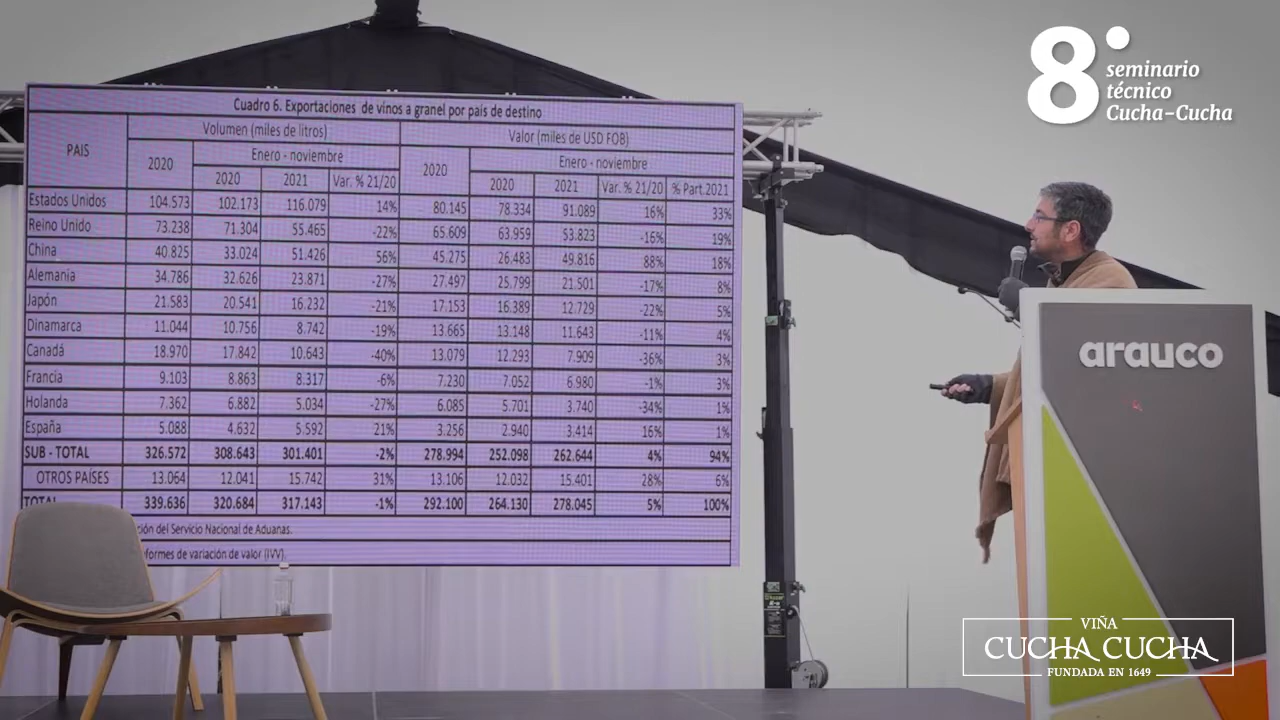 8° seminario
técnico
Cucha-Cucha
Cuadro 6. Exportaciones de vinos a granel por país de destino
PAIS Volumen (miles de litros) Valor (miles de USD FOB)
2020 Enero - noviembre 2020 Enero - noviembre
2020 2021 Var. % 21/20 2020 2021 Var. % 21/20 % Part.2021
Estados Unidos 104.573 102.173 116.079 14% 80.145 78.334 91.089 16% 33%
Reino Unido 73.238 71.304 55.465 -22% 65.609 63.959 53.823 -16% 19%
China 40.825 33.024 51.426 56% 45.275 26.483 49.816 88% 18%
Alemania 34.786 32.626 23.871 -27% 27.497 25.799 21.501 -17% 8%
Japón 21.583 20.541 16.232 -21% 17.153 16.389 12.729 -22% 5%
Dinamarca 11.044 10.756 8.742 -19% 13.665 13.148 11.643 -11% 4%
Canadá 18.970 17.842 10.643 -40% 13.079 12.293 7.909 -36% 3%
Francia 9.103 8.863 8.317 -6% 7.230 7.052 6.980 -1% 3%
Holanda 7.362 6.882 5.034 -27% 6.085 5.701 3.740 -34% 1%
España 5.088 4.632 5.592 21% 3.256 2.940 3.414 16% 1%
SUB - TOTAL 326.572 308.643 301.401 -2% 278.994 252.098 262.644 4% 94%
OTROS PAÍSES 13.064 12.041 15.742 31% 13.106 12.032 15.401 28% 6%
TOTAL 339.636 320.684 317.143 -1% 292.100 264.130 278.045 5% 100%
del Servicio Nacional de Aduanas.
de variación de valor (IVV).
arauco
VIÑA
CUCHA CUCHA
FUNDADA EN 1649